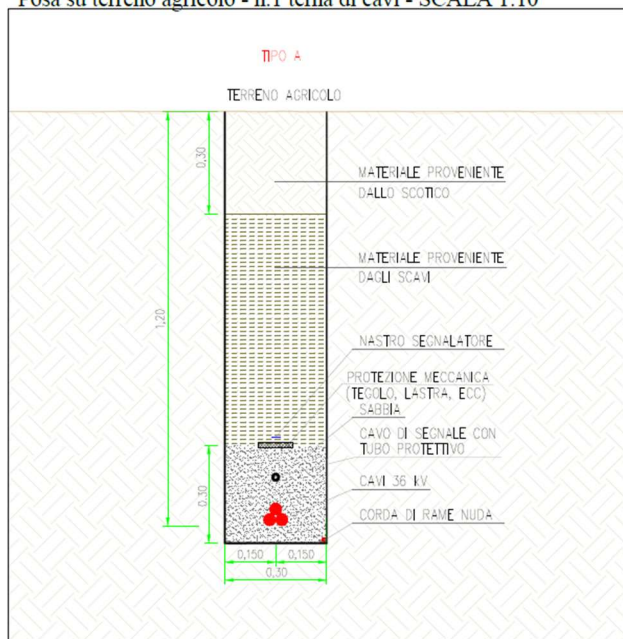 Posa su terreno agricolo - n.1 terna di cavi - SCALA 1:10
TIPO A
TERRENO AGRICOLO
0,30
MATERIALE PROVENIENTE
DALLO SCOTICO
MATERIALE PROVENIENTE
DAGLI SCAVI
1,20
NASTRO SEGNALATORE
PROTEZIONE MECCANICA
(TEGOLO, LASTRA, ECC)
SABBIA
CAVO DI SEGNALE CON
TUBO PROTETTIVO
0,30
CAVI 36 kV
CORDA DI RAME NUDA
0,150 0,150
0,30